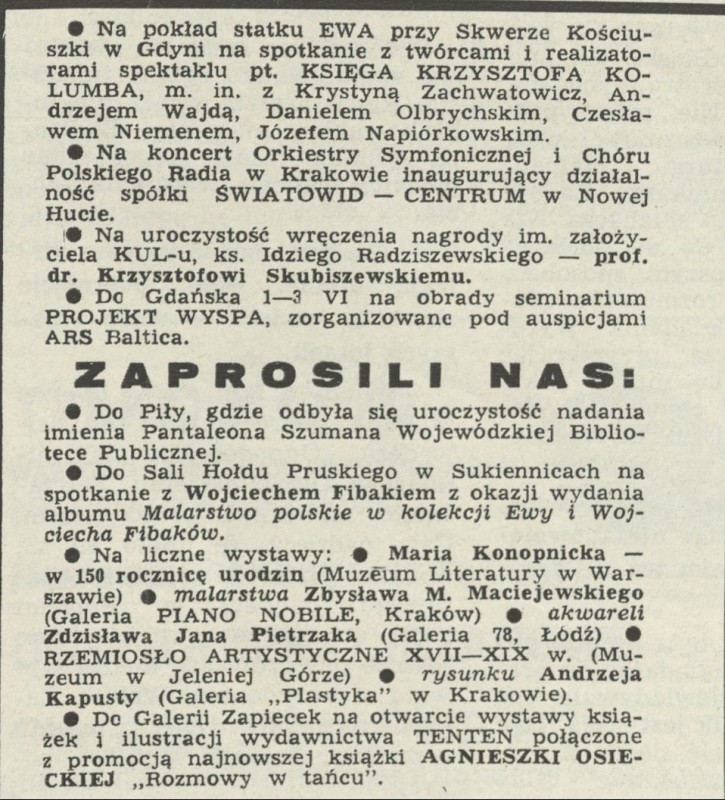 ● Na pokład statku EWA przy Skwerze Kościu-
szki w Gdyni na spotkanie z twórcami i realizato-
rami spektaklu pt. KSIĘGA KRZYSZTOFA KO-
LUMBA, m. in. z Krystyną Zachwatowicz, An-
drzejem Wajdą, Danielem Olbrychskim, Czesła-
wem Niemenem, Józefem Napiórkowskim.
● Na koncert Orkiestry Symfonicznej i Chóru
Polskiego Radia w Krakowie inaugurujący działal-
ność spółki ŚWIATOWID — CENTRUM w Nowej
Hucie.
● Na uroczystość wręczenia nagrody im. założy-
ciela KUL-u, ks. Idziego Radziszewskiego — prof.
dr. Krzysztofowi Skubiszewskiemu.
● Do Gdańska 1—3 VI na obrady seminarium
PROJEKT WYSPA, zorganizowane pod auspicjami
ARS Baltica.
ZAPROSILI NAS:
● Do Piły, gdzie odbyła się uroczystość nadania
imienia Pantaleona Szumana Wojewódzkiej Biblio-
tece Publicznej.
● Do Sali Hołdu Pruskiego w Sukiennicach na
spotkanie z Wojciechem Fibakiem z okazji wydania
albumu Malarstwo polskie w kolekcji Ewy i Woj-
ciecha Fibaków.
● Na liczne wystawy: ● Maria Konopnicka —
w 150 rocznicę urodzin (Muzeum Literatury w War-
szawie) ● malarstwa Zbysława M. Maciejewskiego
(Galeria PIANO NOBILE, Kraków) ● akwareli
Zdzisława Jana Pietrzaka (Galeria 78, Łódź) ●
RZEMIOSŁO ARTYSTYCZNE XVII—XIX w. (Mu-
zeum w Jeleniej Górze) ● rysunku Andrzeja
Kapusty (Galeria „Plastyka” w Krakowie).
● Do Galerii Zapiecek na otwarcie wystawy ksią-
żek i ilustracji wydawnictwa TENTEN połączone
z promocją najnowszej książki AGNIESZKI OSIE-
CKIEJ „Rozmowy w tańcu”.